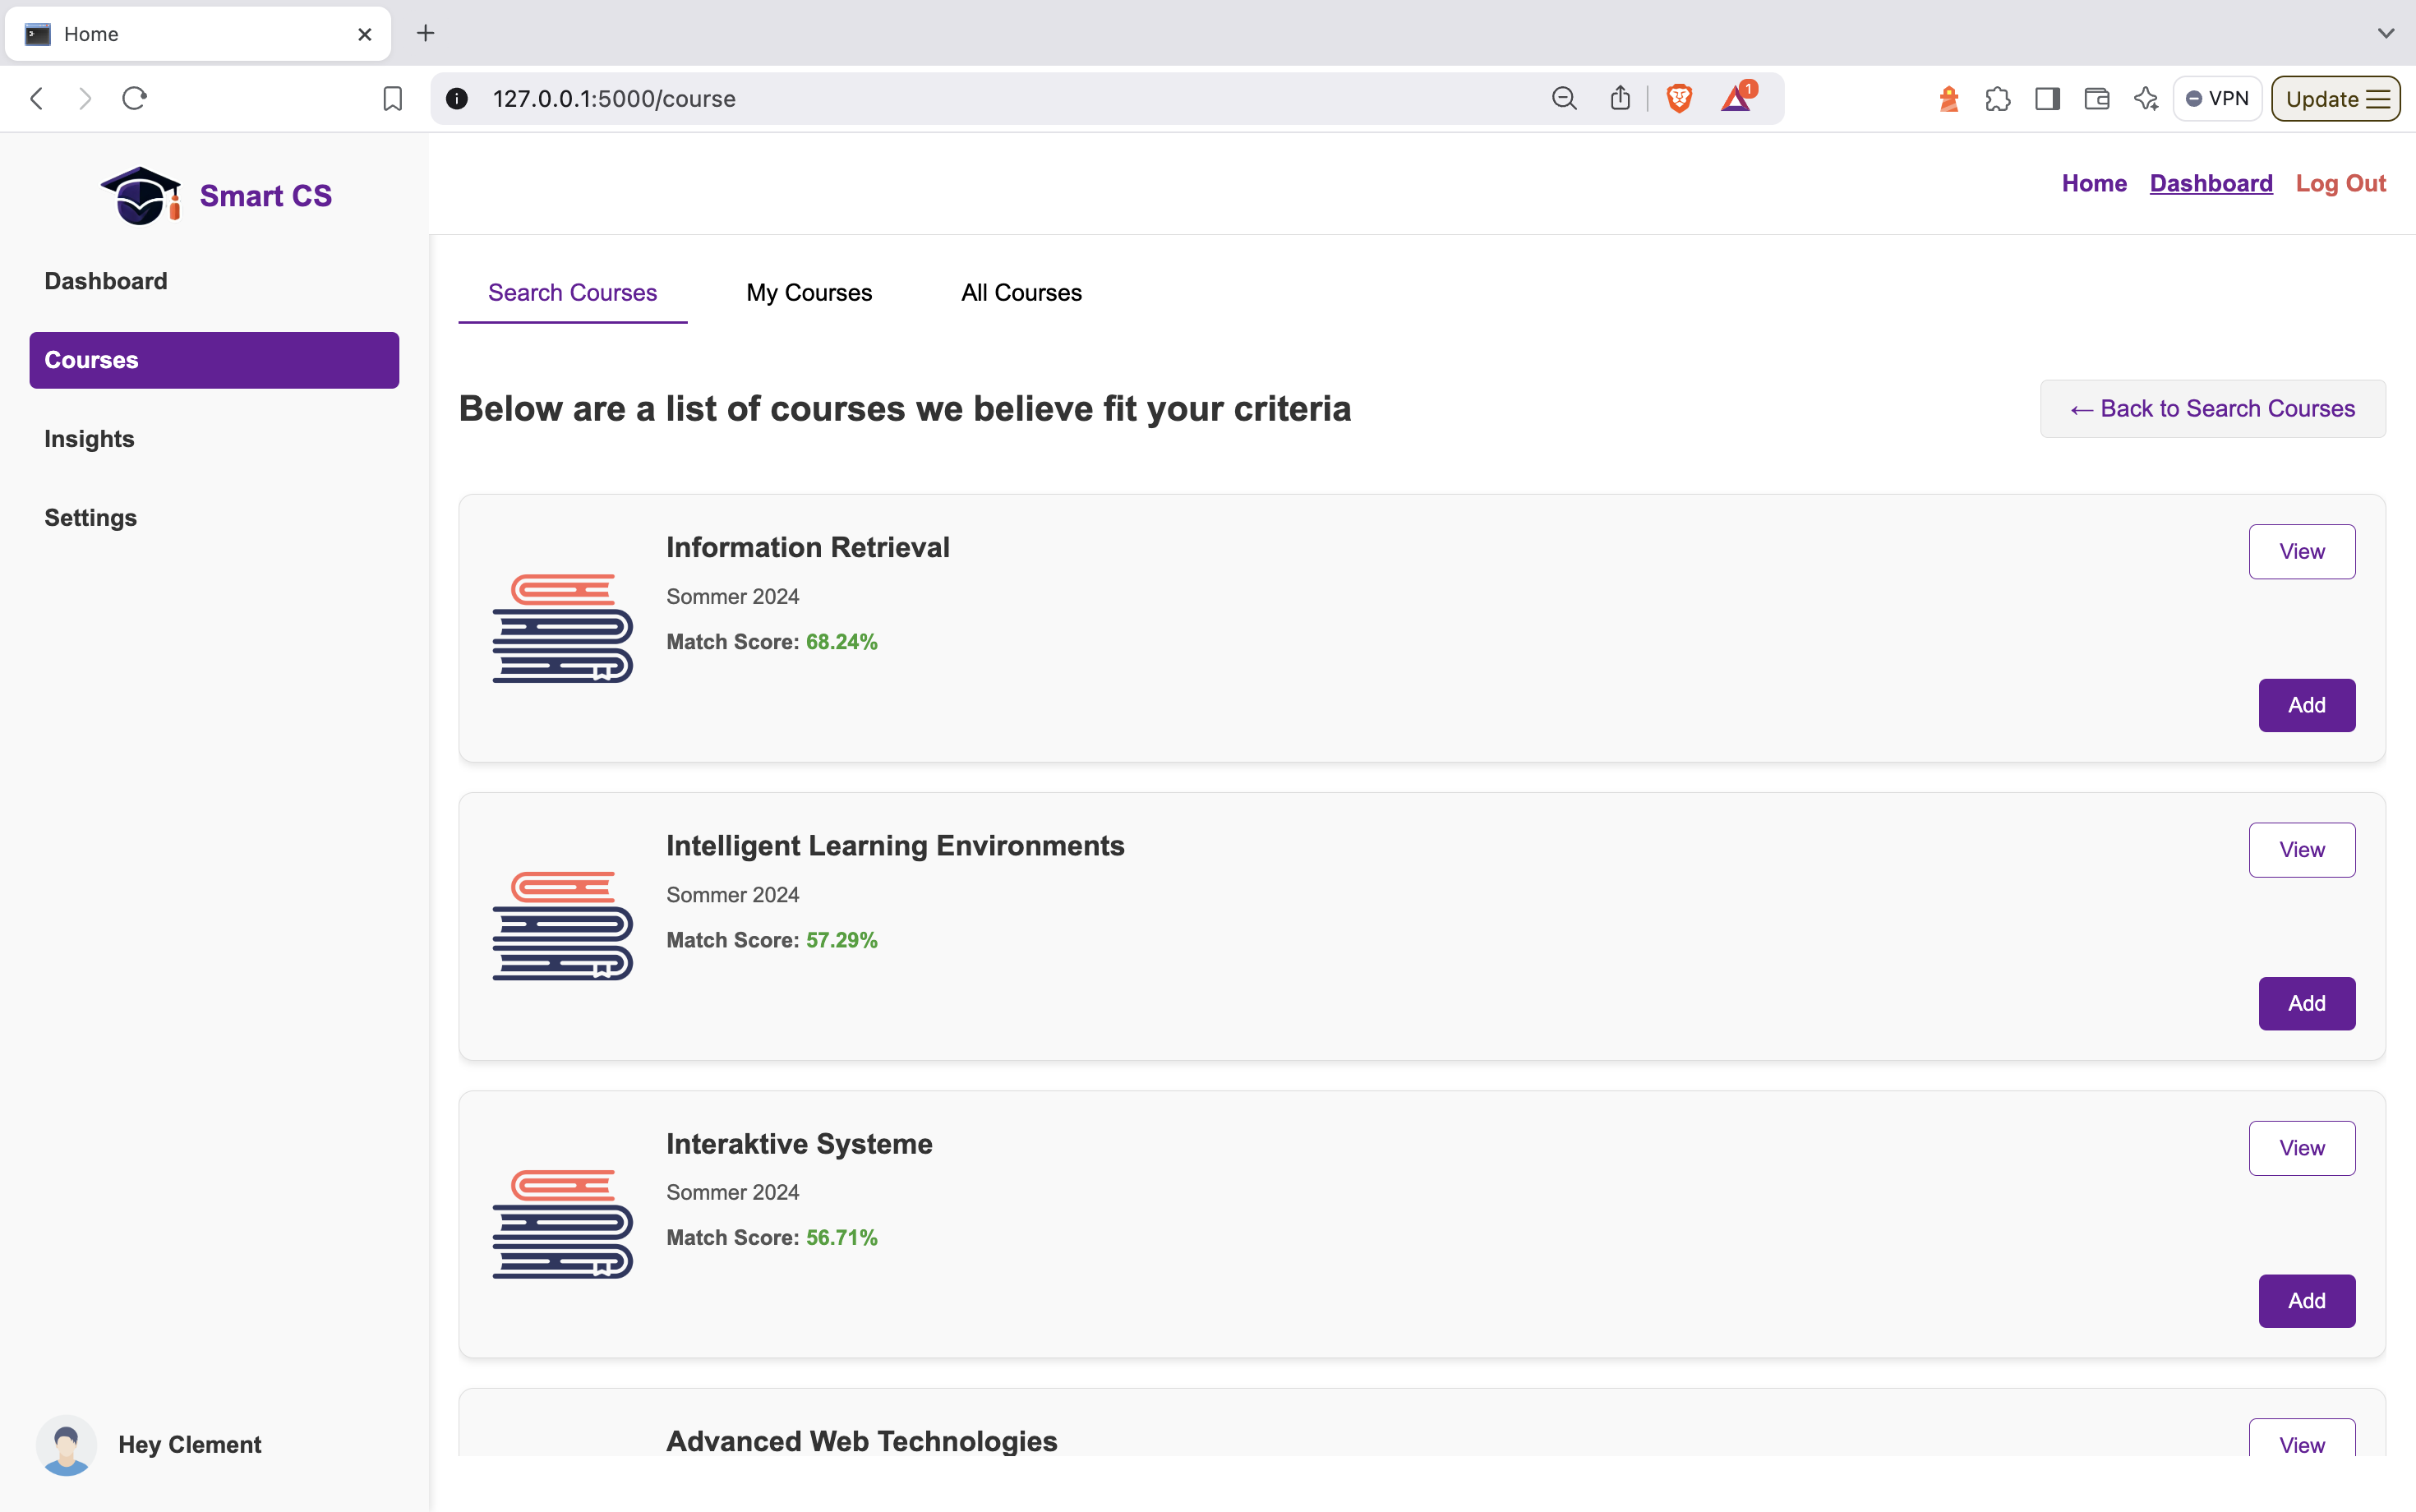 Home
127.0.0.1:5000/course
1
VPN
Update
Smart CS
Home Dashboard Log Out
Dashboard
Courses
Insights
Settings
Search Courses My Courses All Courses
Below are a list of courses we believe fit your criteria
← Back to Search Courses
Information Retrieval
Sommer 2024
Match Score: 68.24%
View
Add
Intelligent Learning Environments
Sommer 2024
Match Score: 57.29%
View
Add
Interaktive Systeme
Sommer 2024
Match Score: 56.71%
View
Add
Advanced Web Technologies
View
Hey Clement